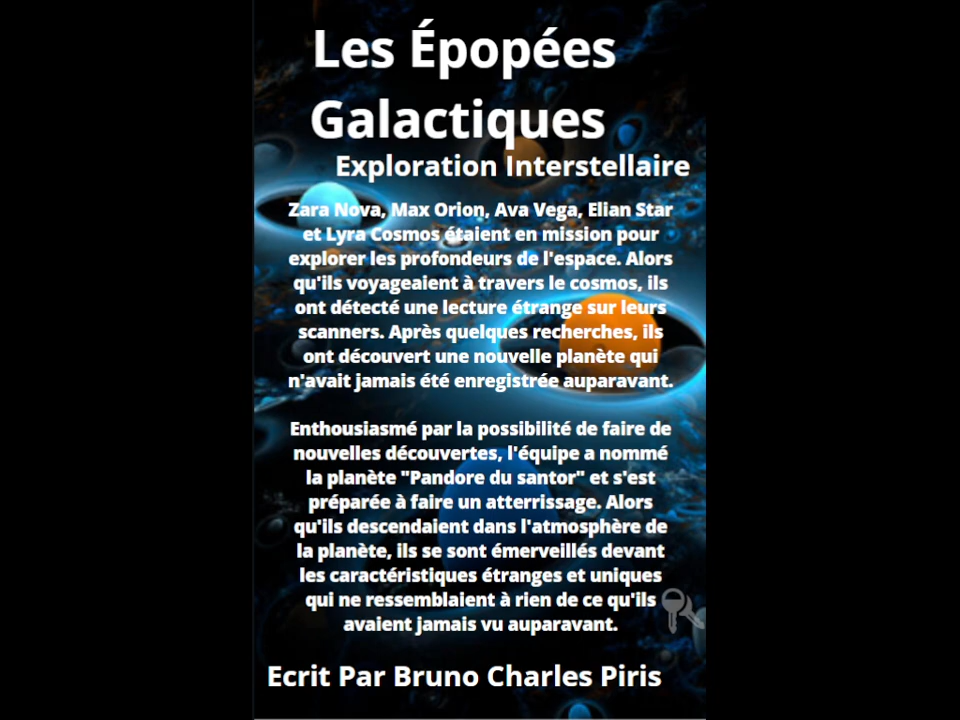 Les Épopées
Galactiques
Exploration Interstellaire
Zara Nova, Max Orion, Ava Vega, Elian Star
et Lyra Cosmos étaient en mission pour
explorer les profondeurs de l'espace. Alors
qu'ils voyageaient à travers le cosmos, ils
ont détecté une lecture étrange sur leurs
scanners. Après quelques recherches, ils
ont découvert une nouvelle planète qui
n'avait jamais été enregistrée auparavant.
Enthousiasmé par la possibilité de faire de
nouvelles découvertes, l'équipe a nommé
la planète "Pandore du santor" et s'est
préparée à faire un atterrissage. Alors
qu'ils descendaient dans l'atmosphère de
la planète, ils se sont émerveillés devant
les caractéristiques étranges et uniques
qui ne ressemblaient à rien de ce qu'ils
avaient jamais vu auparavant.
Ecrit Par Bruno Charles Piris